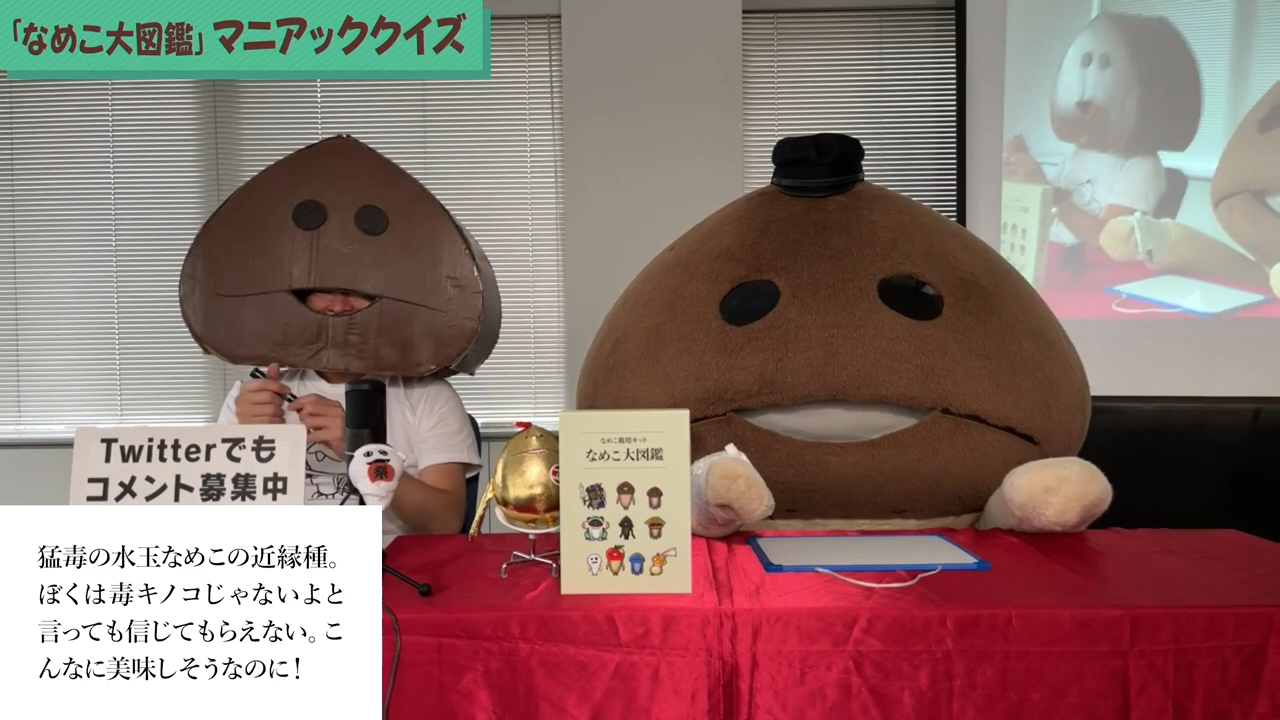 「なめこ大図鑑」マニアッククイズ
Twitterでも
コメント募集中
なめこ栽培キット
なめこ大図鑑
祭
猛毒の水玉なめこの近縁種。
ぼくは毒キノコじゃないよと
言っても信じてもらえない。こ
んなに美味しそうなのに！